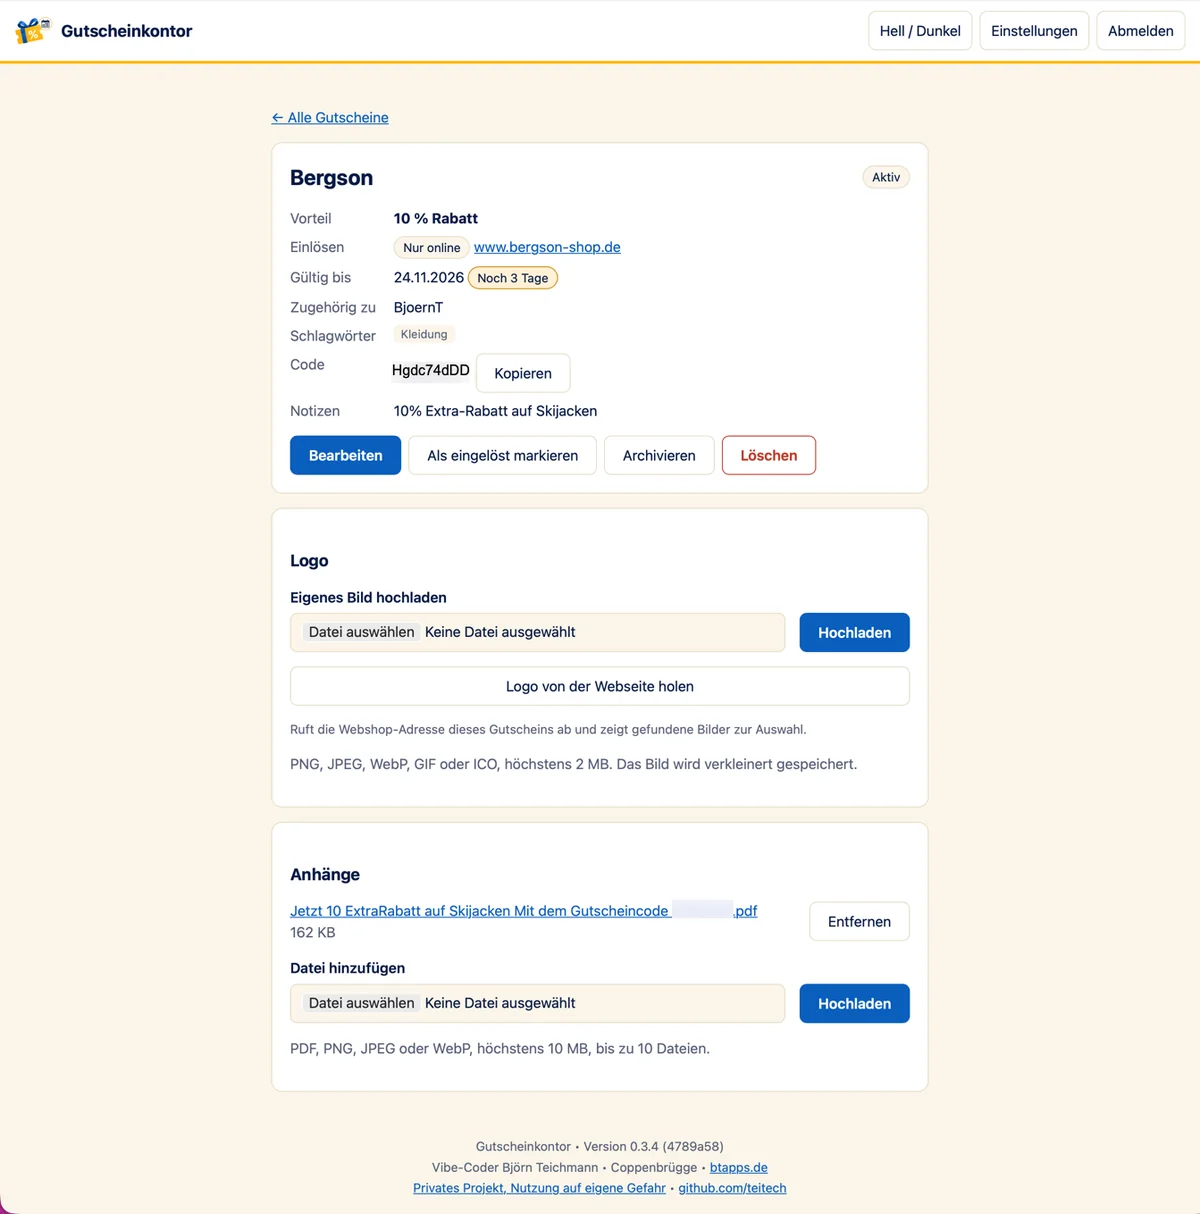 Gutscheinkontor
Hell / Dunkel
Einstellungen
Abmelden
← Alle Gutscheine
Bergson
Aktiv
Vorteil 10 % Rabatt
Einlösen Nur online www.bergson-shop.de
Gültig bis 24.11.2026 Noch 3 Tage
Zugehörig zu BjoernT
Schlagwörter Kleidung
Code Hgdc74dDD Kopieren
Notizen 10% Extra-Rabatt auf Skijacken
Bearbeiten Als eingelöst markieren Archivieren Löschen
Logo
Eigenes Bild hochladen
Datei auswählen Keine Datei ausgewählt Hochladen
Logo von der Webseite holen
Ruft die Webshop-Adresse dieses Gutscheins ab und zeigt gefundene Bilder zur Auswahl.
PNG, JPEG, WebP, GIF oder ICO, höchstens 2 MB. Das Bild wird verkleinert gespeichert.
Anhänge
Jetzt 10 ExtraRabatt auf Skijacken Mit dem Gutscheincode .pdf
162 KB
Entfernen
Datei hinzufügen
Datei auswählen Keine Datei ausgewählt Hochladen
PDF, PNG, JPEG oder WebP, höchstens 10 MB, bis zu 10 Dateien.
Gutscheinkontor • Version 0.3.4 (4789a58)
Vibe-Coder Björn Teichmann • Coppenbrügge • btapps.de
Privates Projekt, Nutzung auf eigene Gefahr • github.com/teitech